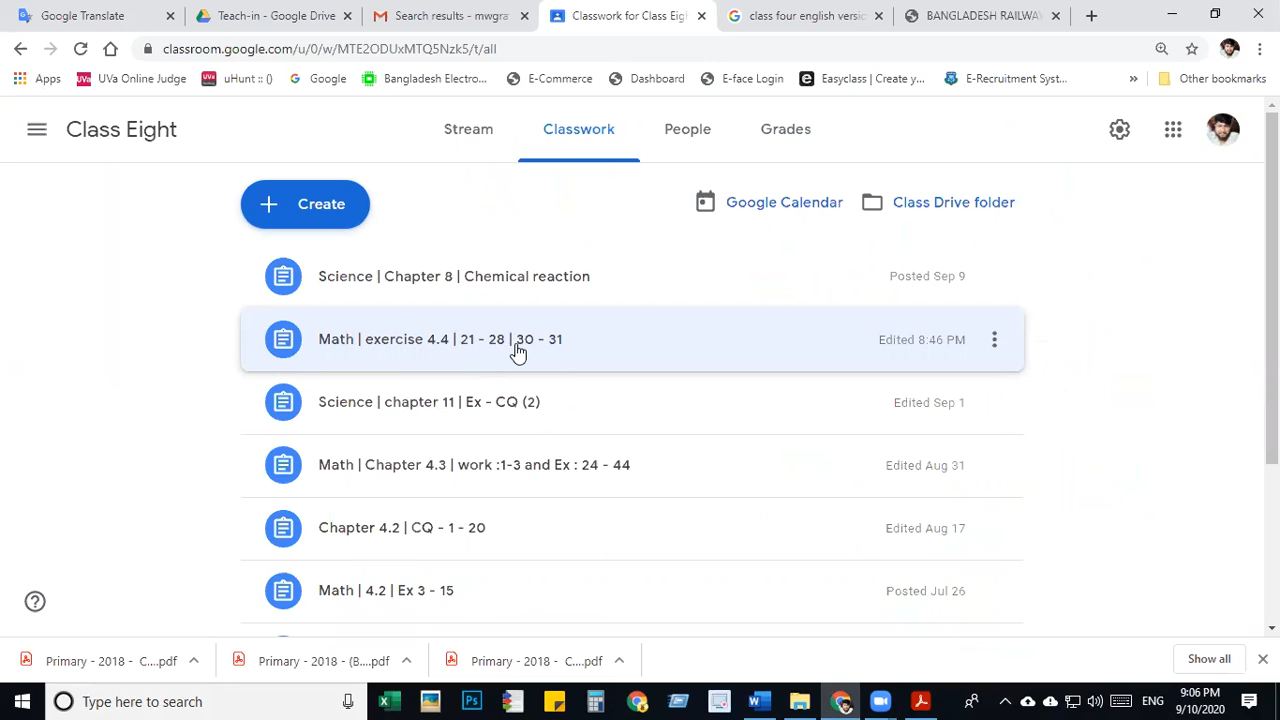 Google Translate
Teach-in - Google Drive
Search results - mwgra
Classwork for Class Eigh
class four english versic
BANGLADESH RAILWAY
classroom.google.com/u/0/w/MTE2ODUxMTQ5Nzk5/t/all
Apps
UVa Online Judge
uHunt :: ()
Google
Bangladesh Electro...
E-Commerce
Dashboard
E-face Login
Easyclass | Create y...
E-Recruitment Syst...
»
Other bookmarks
Class Eight
Stream
Classwork
People
Grades
+ Create
Google Calendar
Class Drive folder
Science | Chapter 8 | Chemical reaction
Posted Sep 9
Math | exercise 4.4 | 21 - 28 | 30 - 31
Edited 8:46 PM
Science | chapter 11 | Ex - CQ (2)
Edited Sep 1
Math | Chapter 4.3 | work :1-3 and Ex : 24 - 44
Edited Aug 31
Chapter 4.2 | CQ - 1 - 20
Edited Aug 17
Math | 4.2 | Ex 3 - 15
Posted Jul 26
Primary - 2018 - C....pdf
Primary - 2018 - (B....pdf
Primary - 2018 - C....pdf
Show all
Type here to search
ENG
9:06 PM
9/10/2020